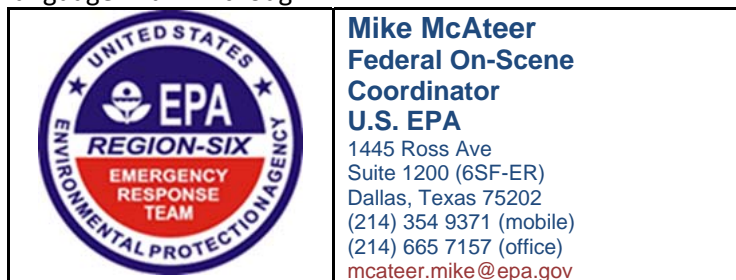 UNITED STATES
ENVIRONMENTAL PROTECTION AGENCY
EPA
REGION-SIX
EMERGENCY
RESPONSE
TEAM
Mike McAteer
Federal On-Scene
Coordinator
U.S. EPA
1445 Ross Ave
Suite 1200 (6SF-ER)
Dallas, Texas 75202
(214) 354 9371 (mobile)
(214) 665 7157 (office)
mcateer.mike@epa.gov